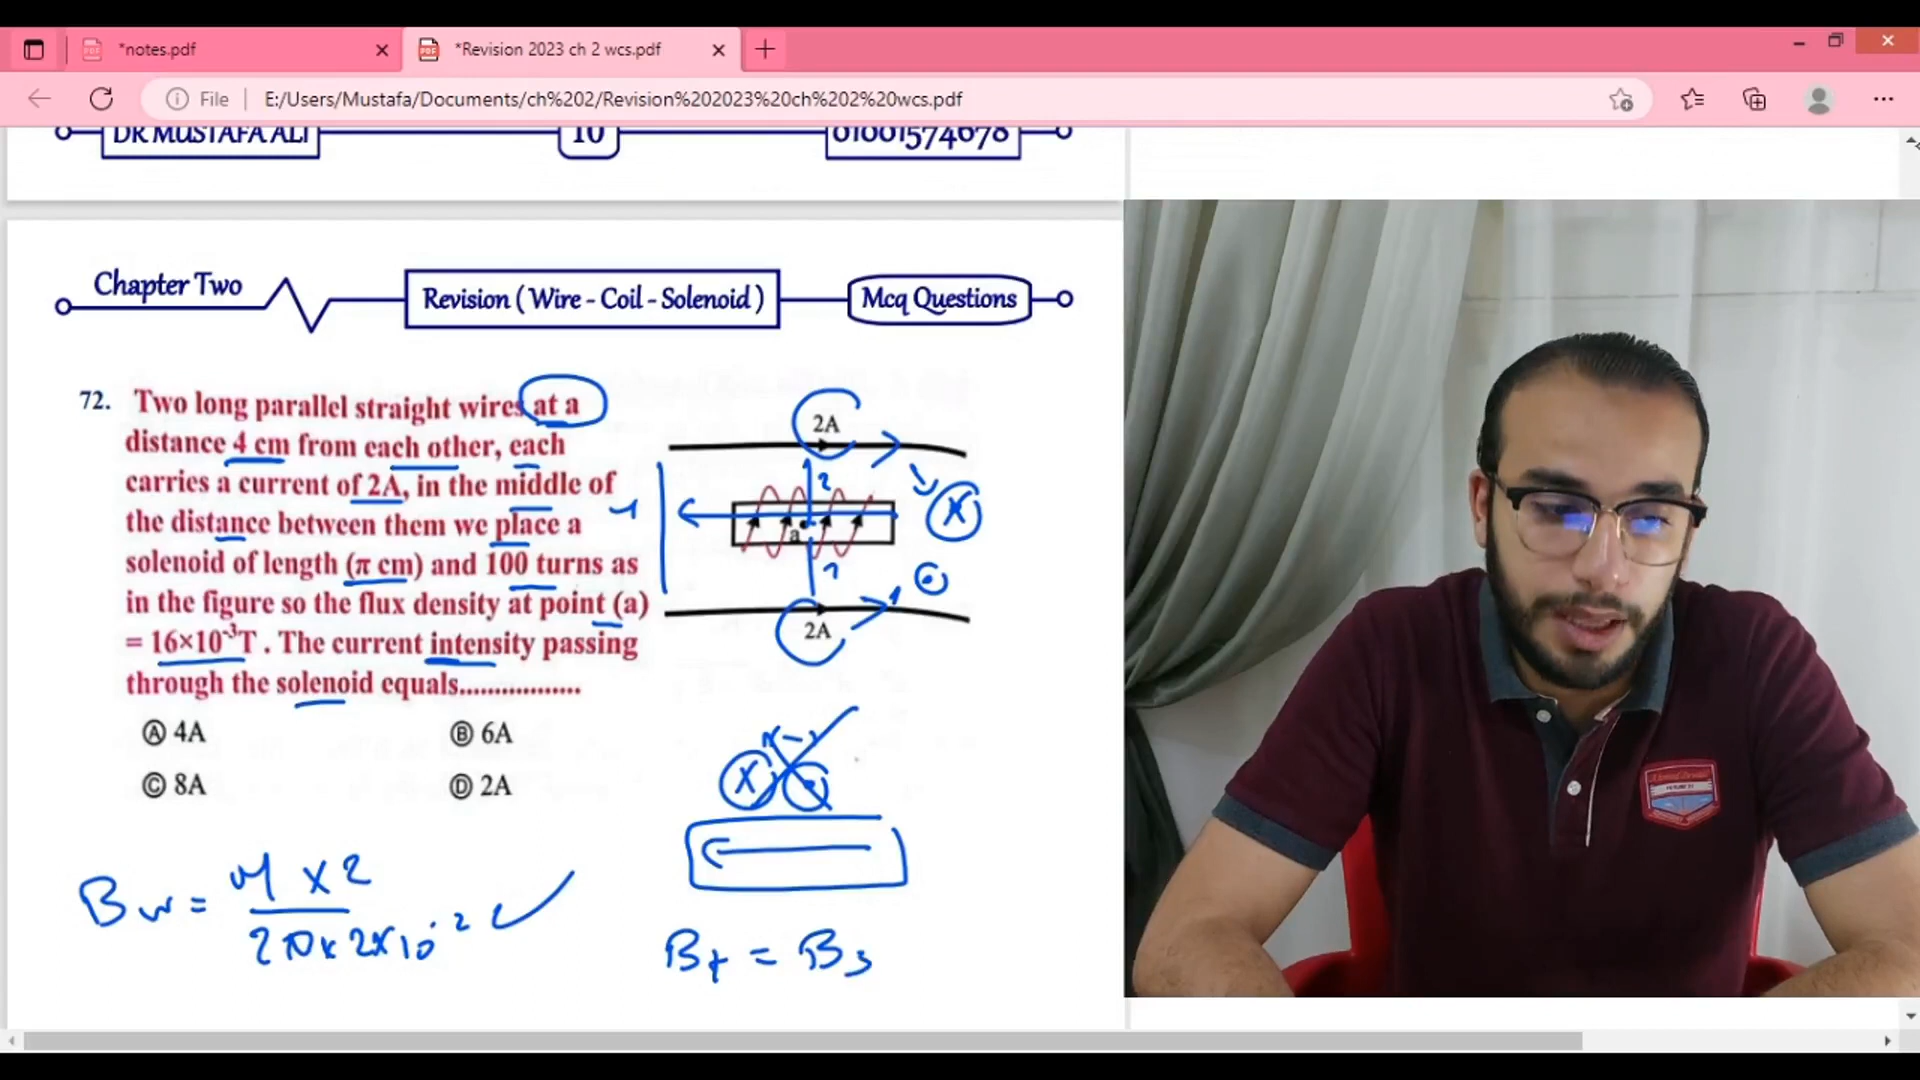 *notes.pdf
*Revision 2023 ch 2 wcs.pdf
File
E:/Users/Mustafa/Documents/ch%202/Revision%202023%20ch%202%20wcs.pdf
DR MUSTAFA ALI
10
01001574678
Chapter Two
Revision ( Wire - Coil - Solenoid )
Mcq Questions
72. Two long parallel straight wires at a
distance 4 cm from each other, each
carries a current of 2A, in the middle of
the distance between them we place a
solenoid of length (π cm) and 100 turns as
in the figure so the flux density at point (a)
= 16×10⁻³T . The current intensity passing
through the solenoid equals..................
Ⓐ 4A
Ⓑ 6A
Ⓒ 8A
Ⓓ 2A
2A
2
X
a
2A
X
Bw = M X 2
2π x 2x10⁻²
Bt = Bs